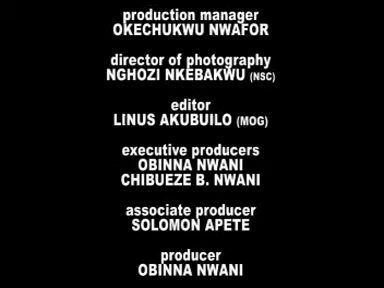 production manager
OKECHUKWU NWAFOR
director of photography
NGHOZI NKEBAKWU (NSC)
editor
LINUS AKUBUILO (MOG)
executive producers
OBINNA NWANI
CHIBUEZE B. NWANI
associate producer
SOLOMON APETE
producer
OBINNA NWANI